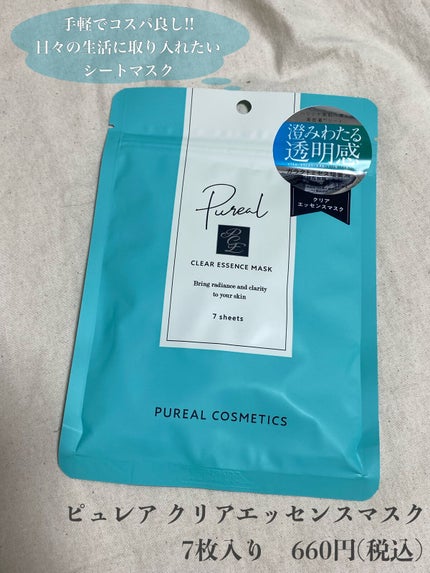 手軽でコスパ良し!!
日々の生活に取り入れたい
シートマスク
澄みわたる
透明感
クリア
エッセンスマスク
Pureal
CLEAR ESSENCE MASK
Bring radiance and clarity
to your skin
7 sheets
PUREAL COSMETICS
ピュレア クリアエッセンスマスク
7枚入り 660円(税込)